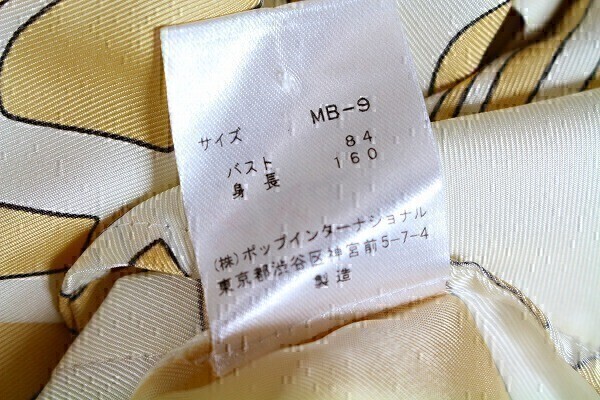 サイズ MB-9
バスト 84
身長 160
(株)ポップインターナショナル
東京都渋谷区神宮前5-7-4
製造